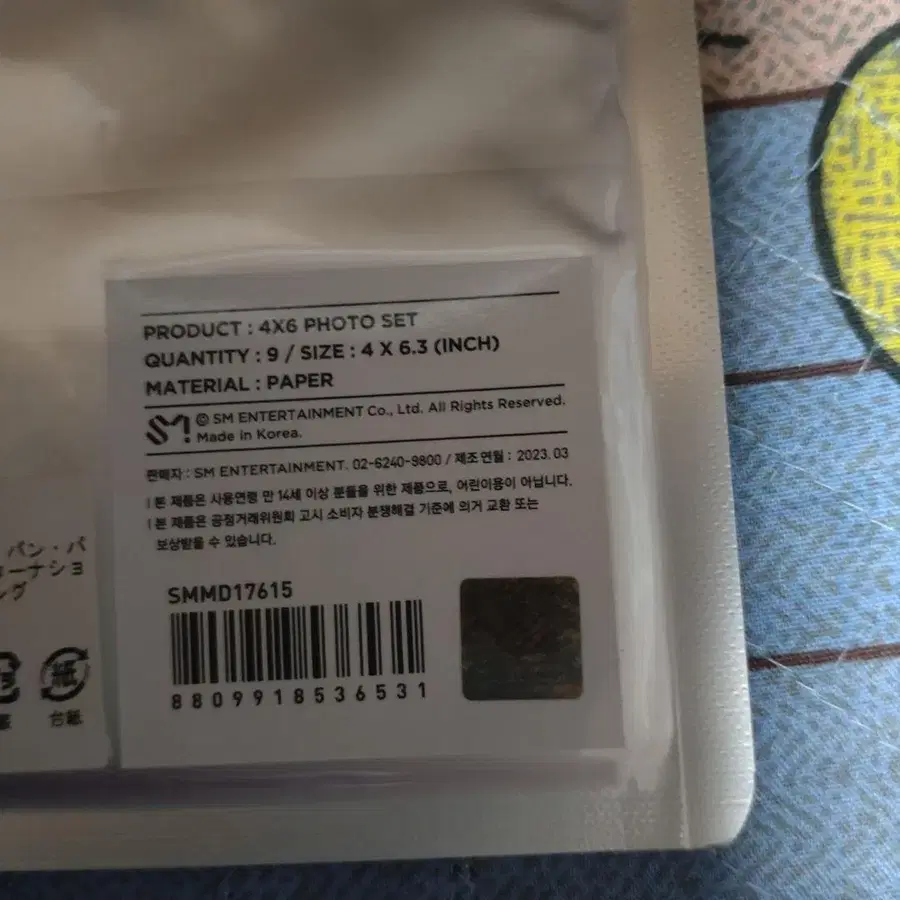 PRODUCT : 4X6 PHOTO SET
QUANTITY : 9 / SIZE : 4 X 6.3 (INCH)
MATERIAL : PAPER
SM
© SM ENTERTAINMENT Co., Ltd. All Rights Reserved.
Made in Korea.
판매자 : SM ENTERTAINMENT. 02-6240-9800 / 제조연월 : 2023. 03
| 본 제품은 사용연령 만 14세 이상 분들을 위한 제품으로, 어린이용이 아닙니다.
| 본 제품은 공정거래위원회 고시 소비자 분쟁해결 기준에 의거 교환 또는
보상받을 수 있습니다.
SMMD17615
8809918536531
パン・パ
ーナショ
グ
紙
台紙